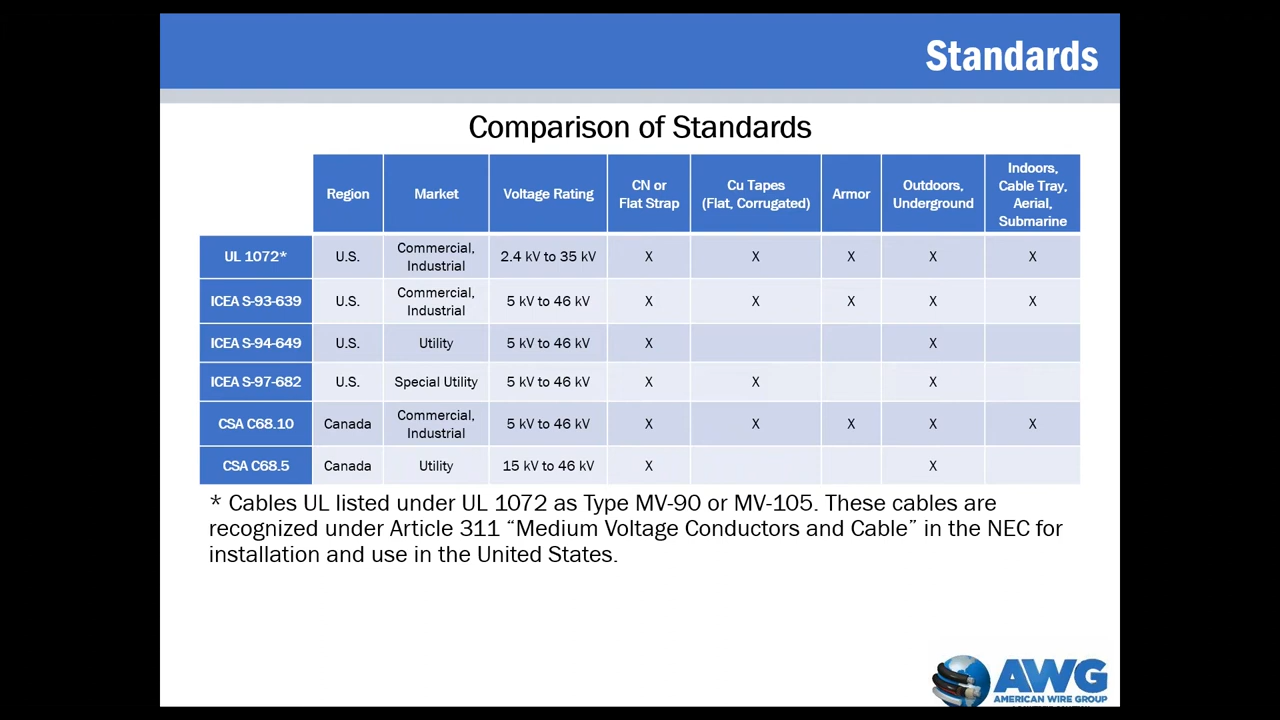 Standards
Comparison of Standards
Region Market Voltage Rating CN or Flat Strap Cu Tapes (Flat, Corrugated) Armor Outdoors, Underground Indoors, Cable Tray, Aerial, Submarine
UL 1072* U.S. Commercial, Industrial 2.4 kV to 35 kV X X X X X
ICEA S-93-639 U.S. Commercial, Industrial 5 kV to 46 kV X X X X X
ICEA S-94-649 U.S. Utility 5 kV to 46 kV X X
ICEA S-97-682 U.S. Special Utility 5 kV to 46 kV X X X
CSA C68.10 Canada Commercial, Industrial 5 kV to 46 kV X X X X X
CSA C68.5 Canada Utility 15 kV to 46 kV X X
* Cables UL listed under UL 1072 as Type MV-90 or MV-105. These cables are
recognized under Article 311 “Medium Voltage Conductors and Cable” in the NEC for
installation and use in the United States.
AWG
AMERICAN WIRE GROUP